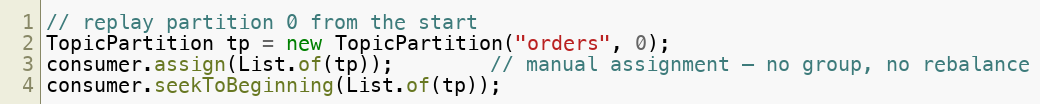 1 // replay partition 0 from the start
2 TopicPartition tp = new TopicPartition("orders", 0);
3 consumer.assign(List.of(tp));        // manual assignment — no group, no rebalance
4 consumer.seekToBeginning(List.of(tp));